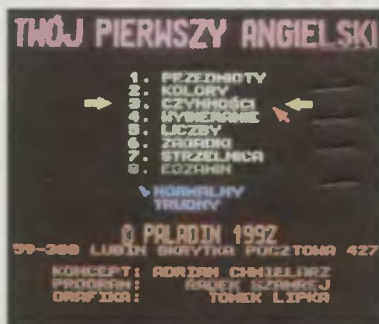 TWÓJ PIERWSZY ANGIELSKI
1. PRZEDMIOTY
2. KOLORY
3. CZYNNOŚCI
4. WYBIERANIE
5. LICZBY
6. ZAGADKI
7. STRZELNICA
8. EGZAMIN
NORMALNY
TRUDNY
© PALADIN 1992
59-300 LUBIN SKRYTKA POCZTOWA 427
KONCEPT: ADRIAN CHMIELARZ
PROGRAM: RADEK SZAMREJ
GRAFIKA: TOMEK LIPKA